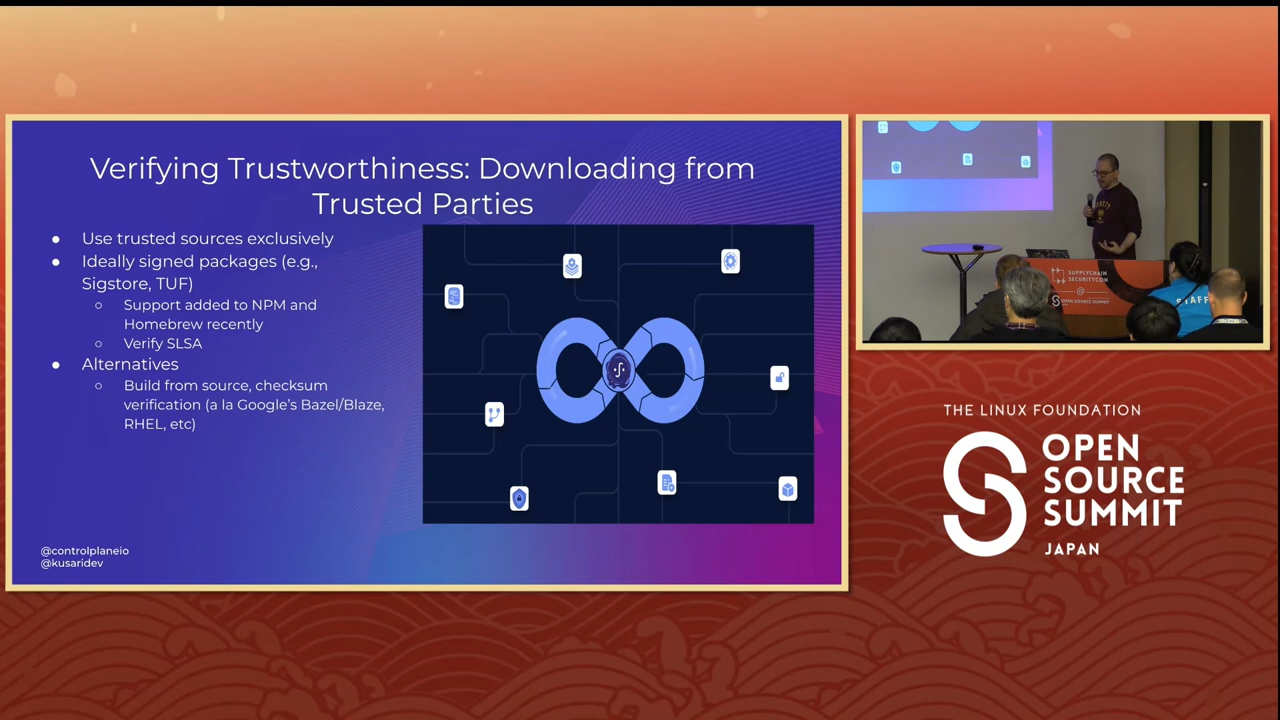 Verifying Trustworthiness: Downloading from
Trusted Parties
● Use trusted sources exclusively
● Ideally signed packages (e.g.,
Sigstore, TUF)
○ Support added to NPM and
Homebrew recently
○ Verify SLSA
● Alternatives
○ Build from source, checksum
verification (a la Google's Bazel/Blaze,
RHEL, etc)
@controlplaneio
@kusaridev
SUPPLYCHAIN
SECURITYCON
@
OPEN SOURCE SUMMIT
STAFF
THE LINUX FOUNDATION
OPEN
SOURCE
SUMMIT
JAPAN